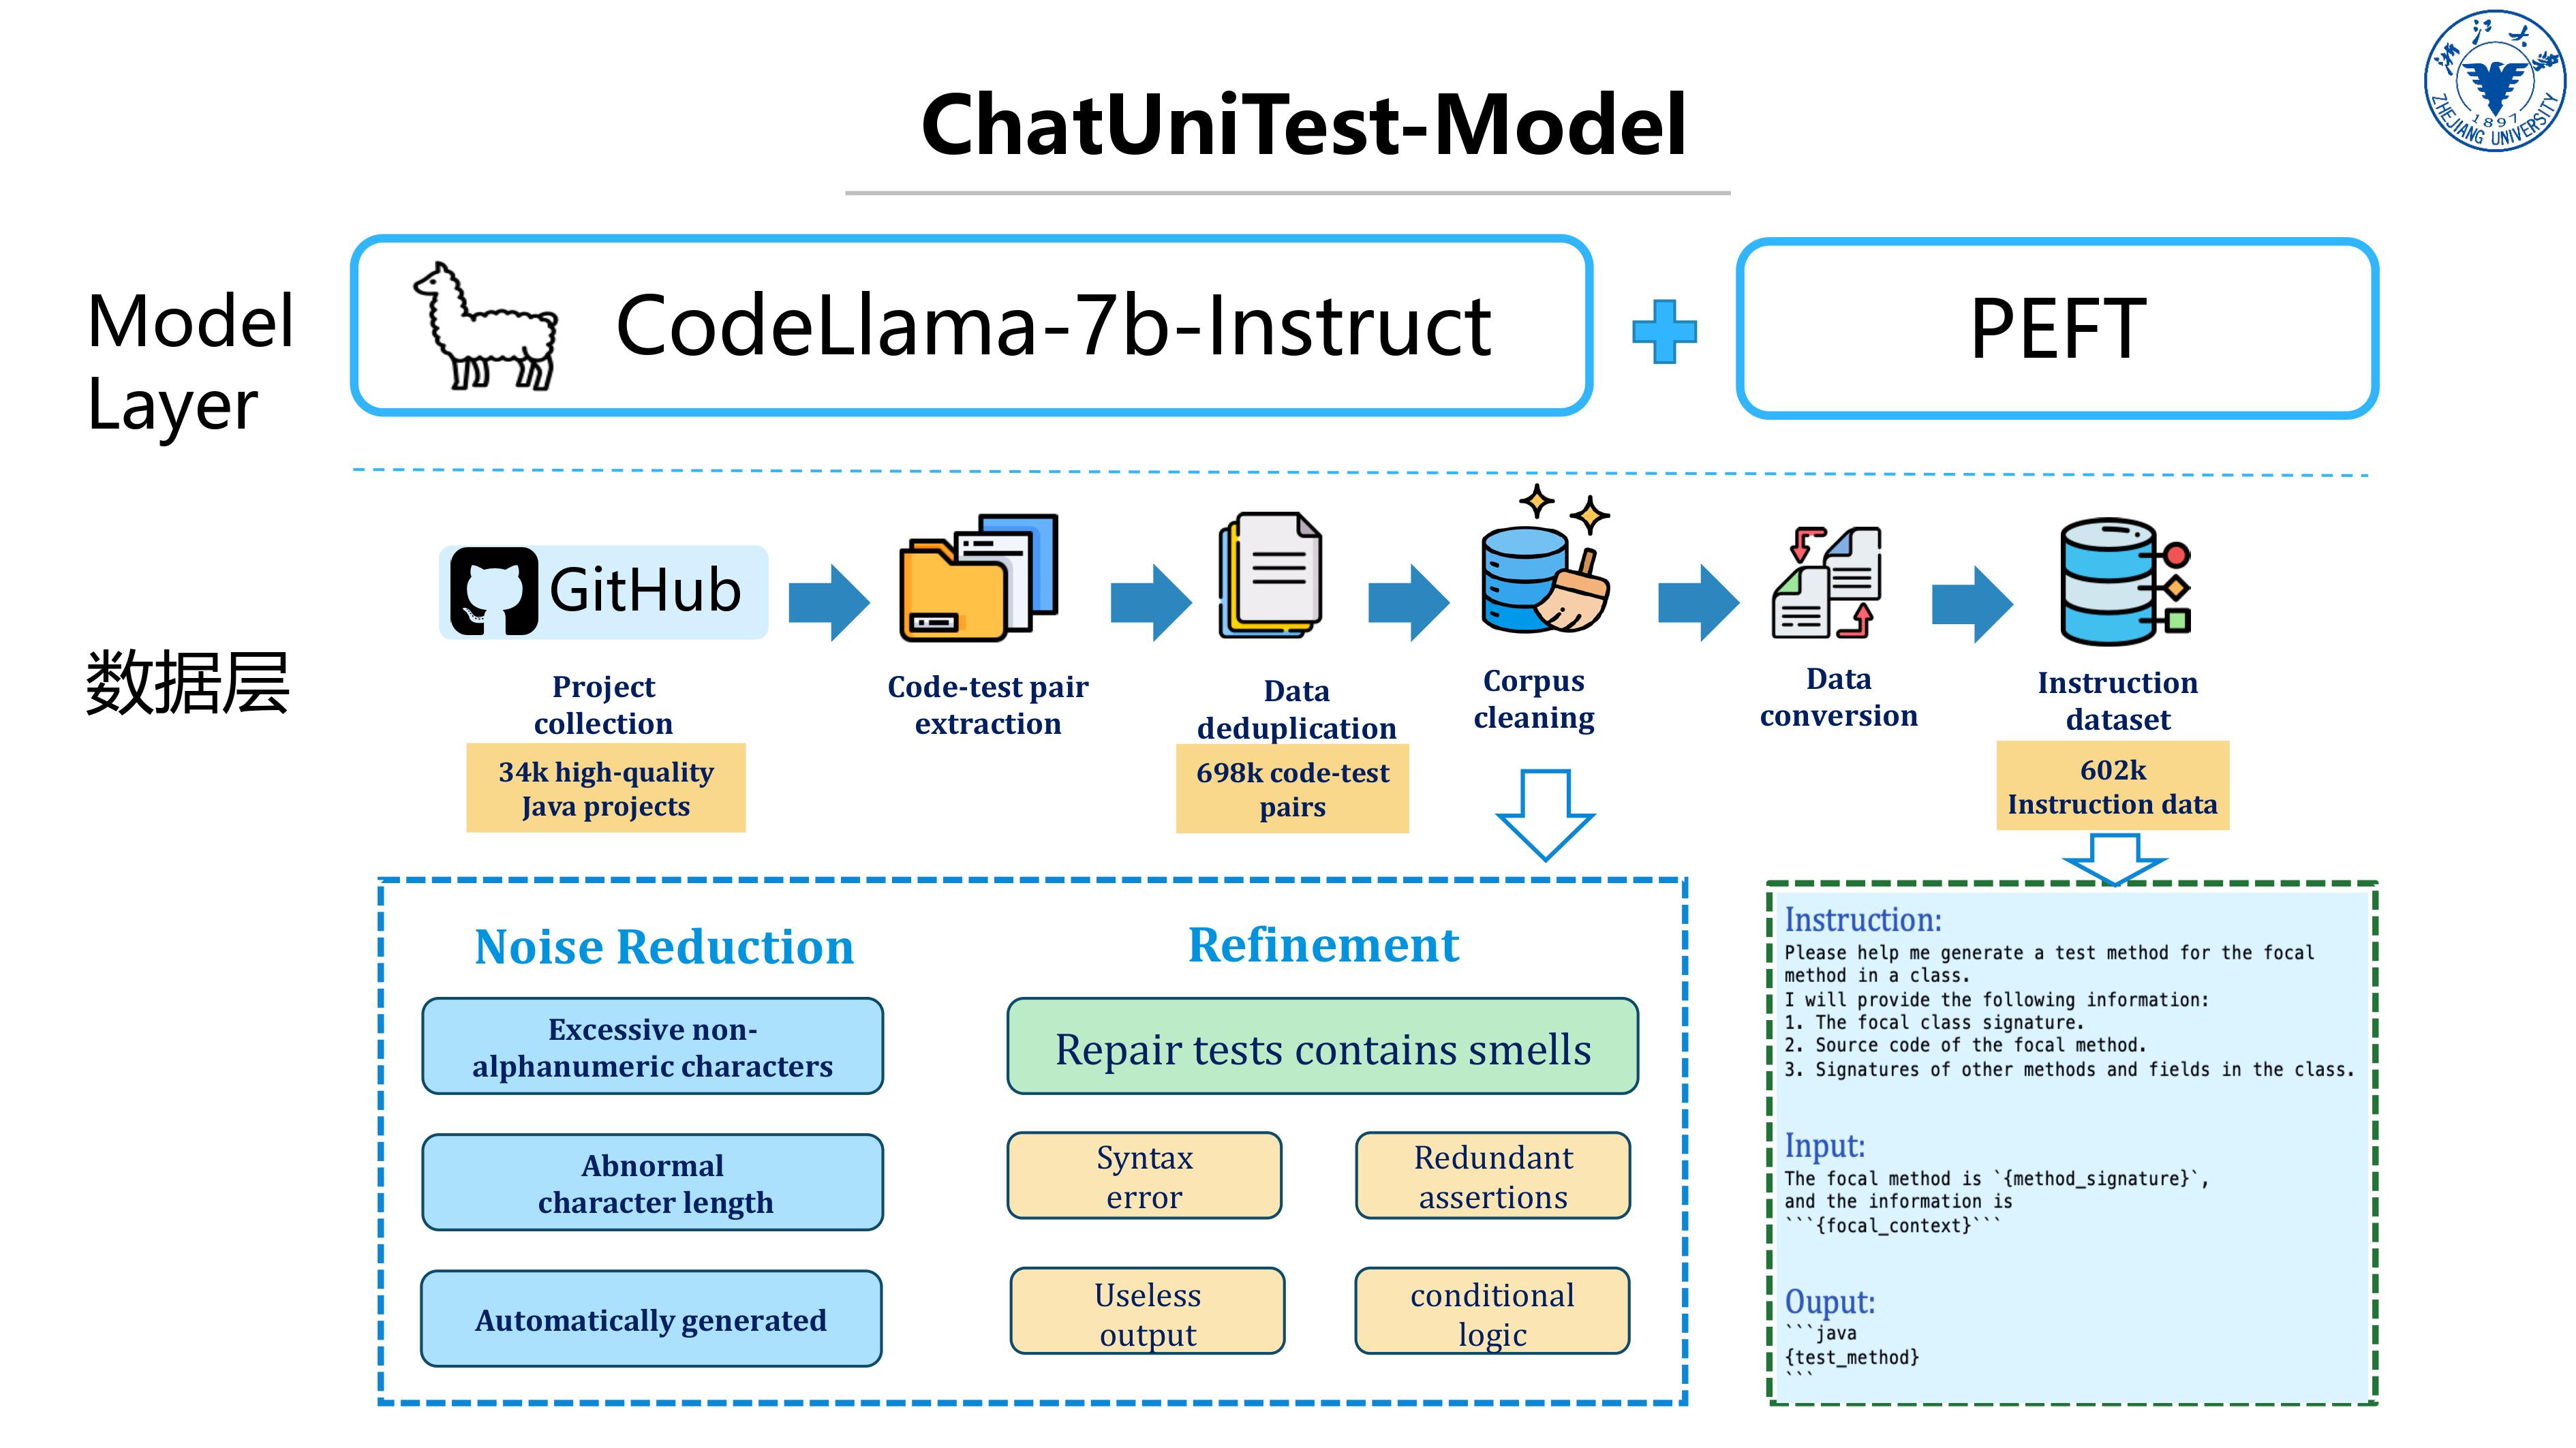 浙江大学
ZHEJIANG UNIVERSITY
1897
ChatUniTest-Model
Model
Layer
CodeLlama-7b-Instruct
PEFT
数据层
GitHub
Project
collection
34k high-quality
Java projects
Code-test pair
extraction
Data
deduplication
698k code-test
pairs
Corpus
cleaning
Data
conversion
Instruction
dataset
602k
Instruction data
Noise Reduction
Excessive non-
alphanumeric characters
Abnormal
character length
Automatically generated
Refinement
Repair tests contains smells
Syntax
error
Redundant
assertions
Useless
output
conditional
logic
Instruction:
Please help me generate a test method for the focal
method in a class.
I will provide the following information:
1. The focal class signature.
2. Source code of the focal method.
3. Signatures of other methods and fields in the class.
Input:
The focal method is `{method_signature}`,
and the information is
```{focal_context}```
Ouput:
```java
{test_method}
```